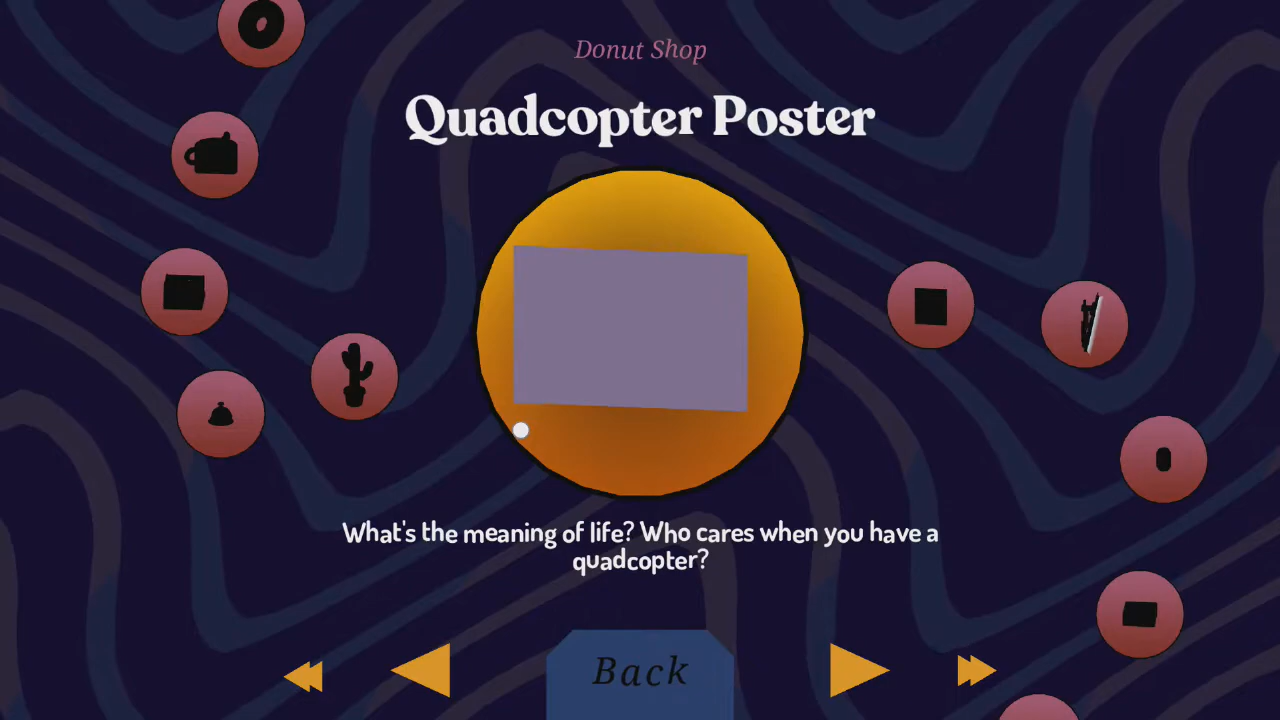 Donut Shop
Quadcopter Poster
What's the meaning of life? Who cares when you have a
quadcopter?
Back